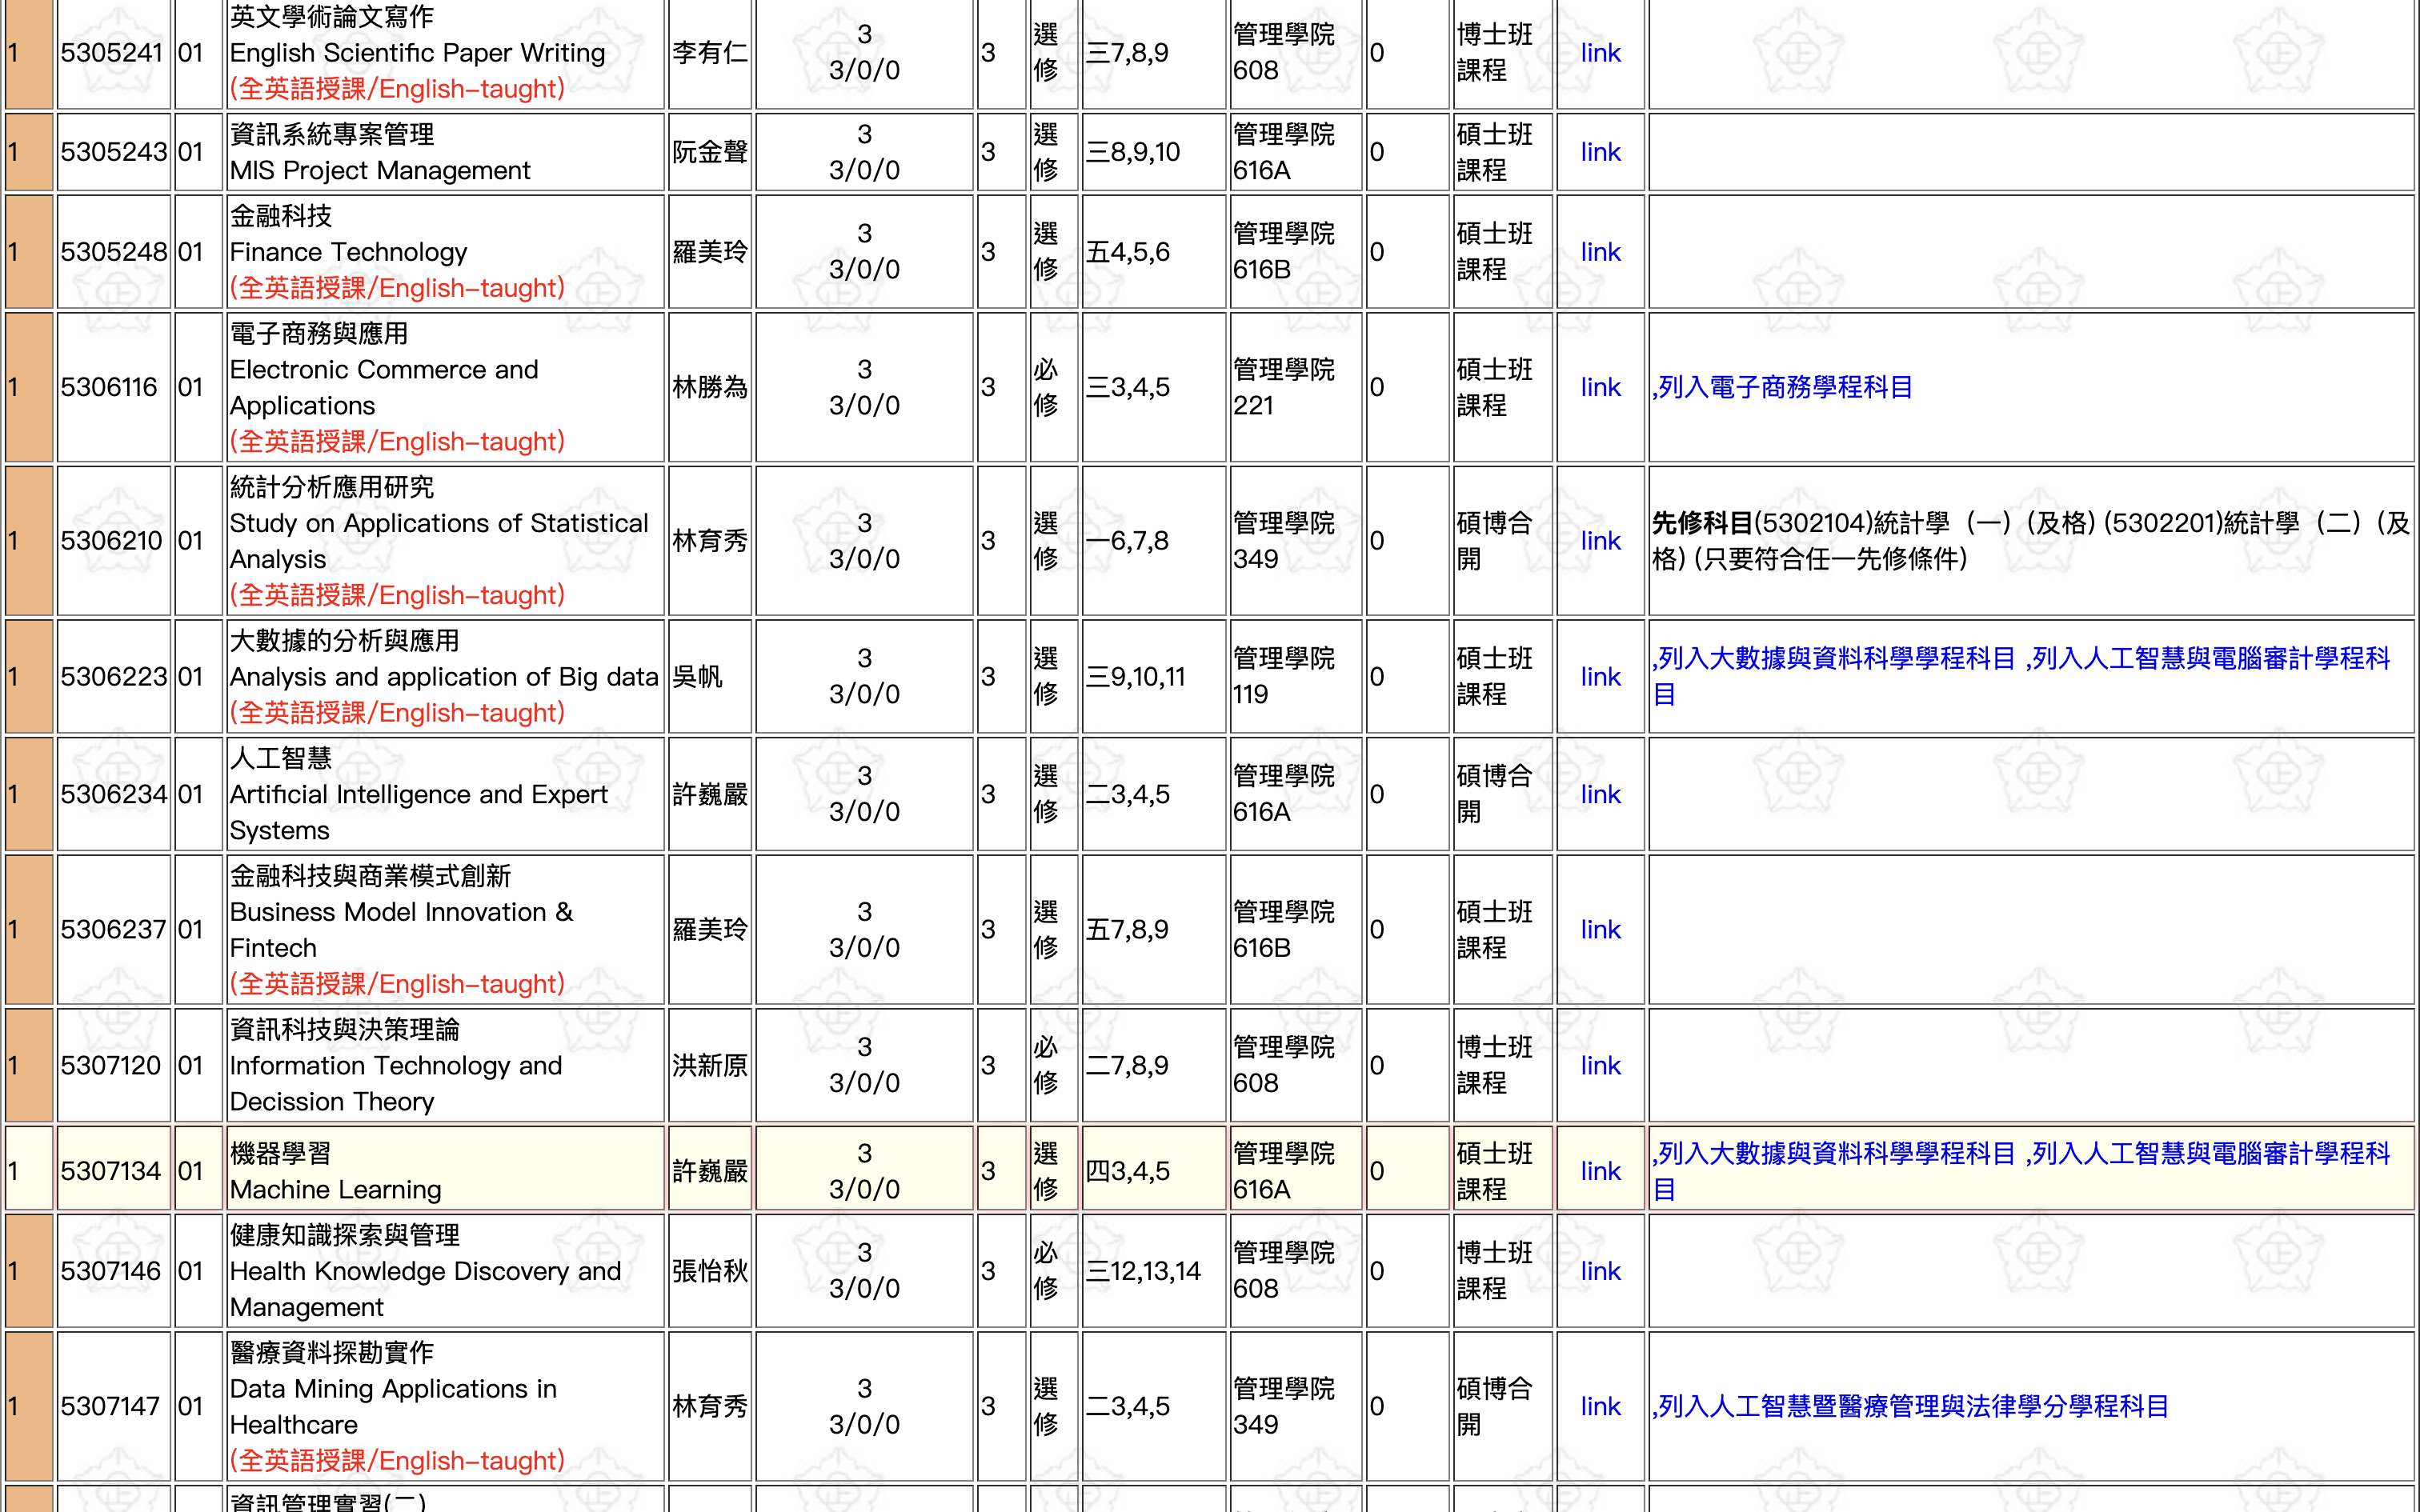 1 5305241 01 英文學術論文寫作 English Scientific Paper Writing (全英語授課/English-taught) 李有仁 3 3/0/0 3 選修 三7,8,9 管理學院 608 0 博士班課程 link
1 5305243 01 資訊系統專案管理 MIS Project Management 阮金聲 3 3/0/0 3 選修 三8,9,10 管理學院 616A 0 碩士班課程 link
1 5305248 01 金融科技 Finance Technology (全英語授課/English-taught) 羅美玲 3 3/0/0 3 選修 五4,5,6 管理學院 616B 0 碩士班課程 link
1 5306116 01 電子商務與應用 Electronic Commerce and Applications (全英語授課/English-taught) 林勝為 3 3/0/0 3 必修 三3,4,5 管理學院 221 0 碩士班課程 link ,列入電子商務學程科目
1 5306210 01 統計分析應用研究 Study on Applications of Statistical Analysis (全英語授課/English-taught) 林育秀 3 3/0/0 3 選修 一6,7,8 管理學院 349 0 碩博合開 link 先修科目(5302104)統計學（一）(及格) (5302201)統計學（二）(及格) (只要符合任一先修條件)
1 5306223 01 大數據的分析與應用 Analysis and application of Big data (全英語授課/English-taught) 吳帆 3 3/0/0 3 選修 三9,10,11 管理學院 119 0 碩士班課程 link ,列入大數據與資料科學學程科目 ,列入人工智慧與電腦審計學程科目
1 5306234 01 人工智慧 Artificial Intelligence and Expert Systems 許巍嚴 3 3/0/0 3 選修 二3,4,5 管理學院 616A 0 碩博合開 link
1 5306237 01 金融科技與商業模式創新 Business Model Innovation & Fintech (全英語授課/English-taught) 羅美玲 3 3/0/0 3 選修 五7,8,9 管理學院 616B 0 碩士班課程 link
1 5307120 01 資訊科技與決策理論 Information Technology and Decission Theory 洪新原 3 3/0/0 3 必修 二7,8,9 管理學院 608 0 博士班課程 link
1 5307134 01 機器學習 Machine Learning 許巍嚴 3 3/0/0 3 選修 四3,4,5 管理學院 616A 0 碩士班課程 link ,列入大數據與資料科學學程科目 ,列入人工智慧與電腦審計學程科目
1 5307146 01 健康知識探索與管理 Health Knowledge Discovery and Management 張怡秋 3 3/0/0 3 必修 三12,13,14 管理學院 608 0 博士班課程 link
1 5307147 01 醫療資料探勘實作 Data Mining Applications in Healthcare (全英語授課/English-taught) 林育秀 3 3/0/0 3 選修 二3,4,5 管理學院 349 0 碩博合開 link ,列入人工智慧暨醫療管理與法律學分學程科目
資訊管理實習(二)